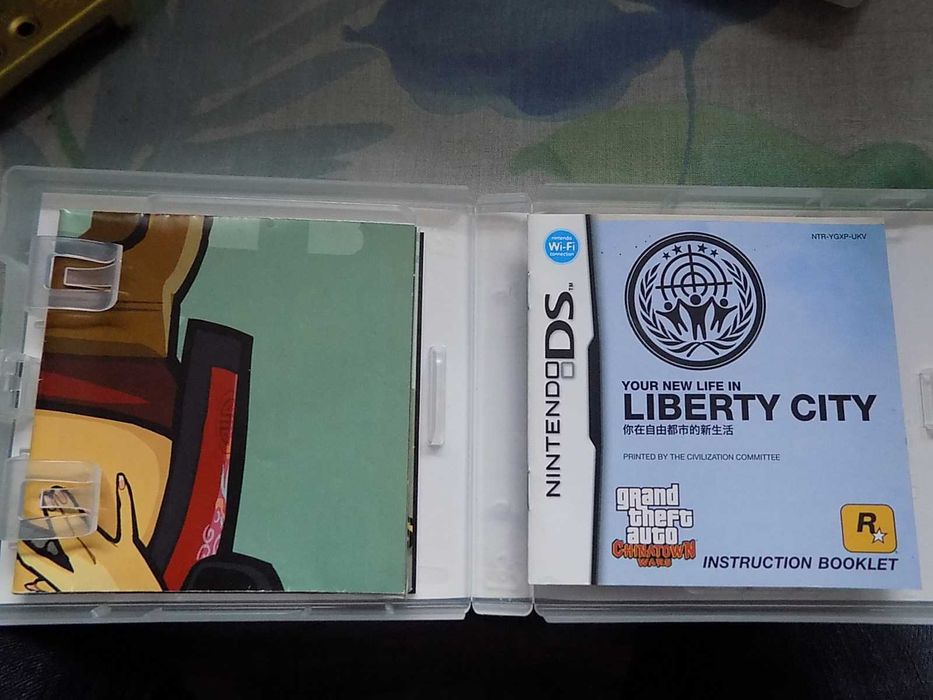 nintendo
Wi-Fi
connection
NINTENDO DS™
NTR-YGXP-UKV
YOUR NEW LIFE IN
LIBERTY CITY
你在自由都市的新生活
PRINTED BY THE CIVILIZATION COMMITTEE
grand
theft
auto
CHINATOWN
WARS
R
INSTRUCTION BOOKLET